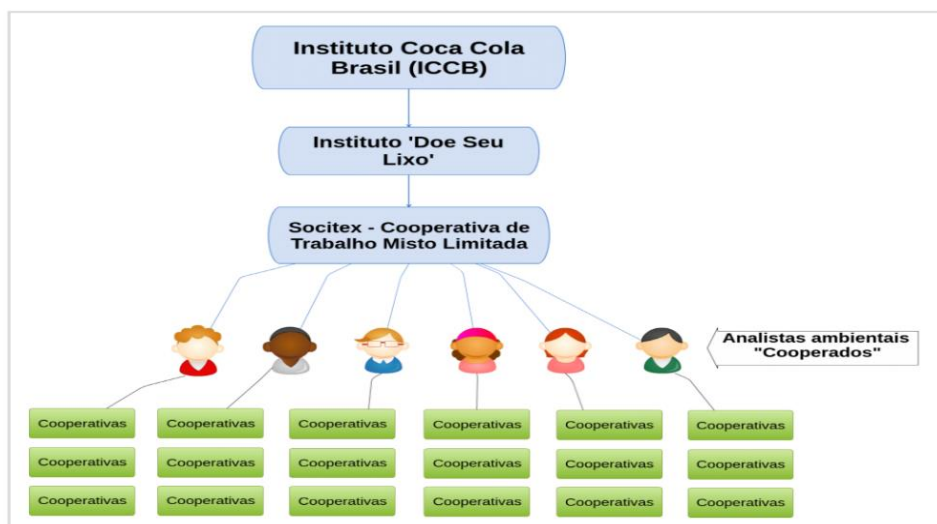 Instituto Coca Cola
Brasil (ICCB)
Instituto 'Doe Seu
Lixo'
Socitex - Cooperativa de
Trabalho Misto Limitada
Analistas ambientais
"Cooperados"
Cooperativas Cooperativas Cooperativas Cooperativas Cooperativas Cooperativas
Cooperativas Cooperativas Cooperativas Cooperativas Cooperativas Cooperativas
Cooperativas Cooperativas Cooperativas Cooperativas Cooperativas Cooperativas